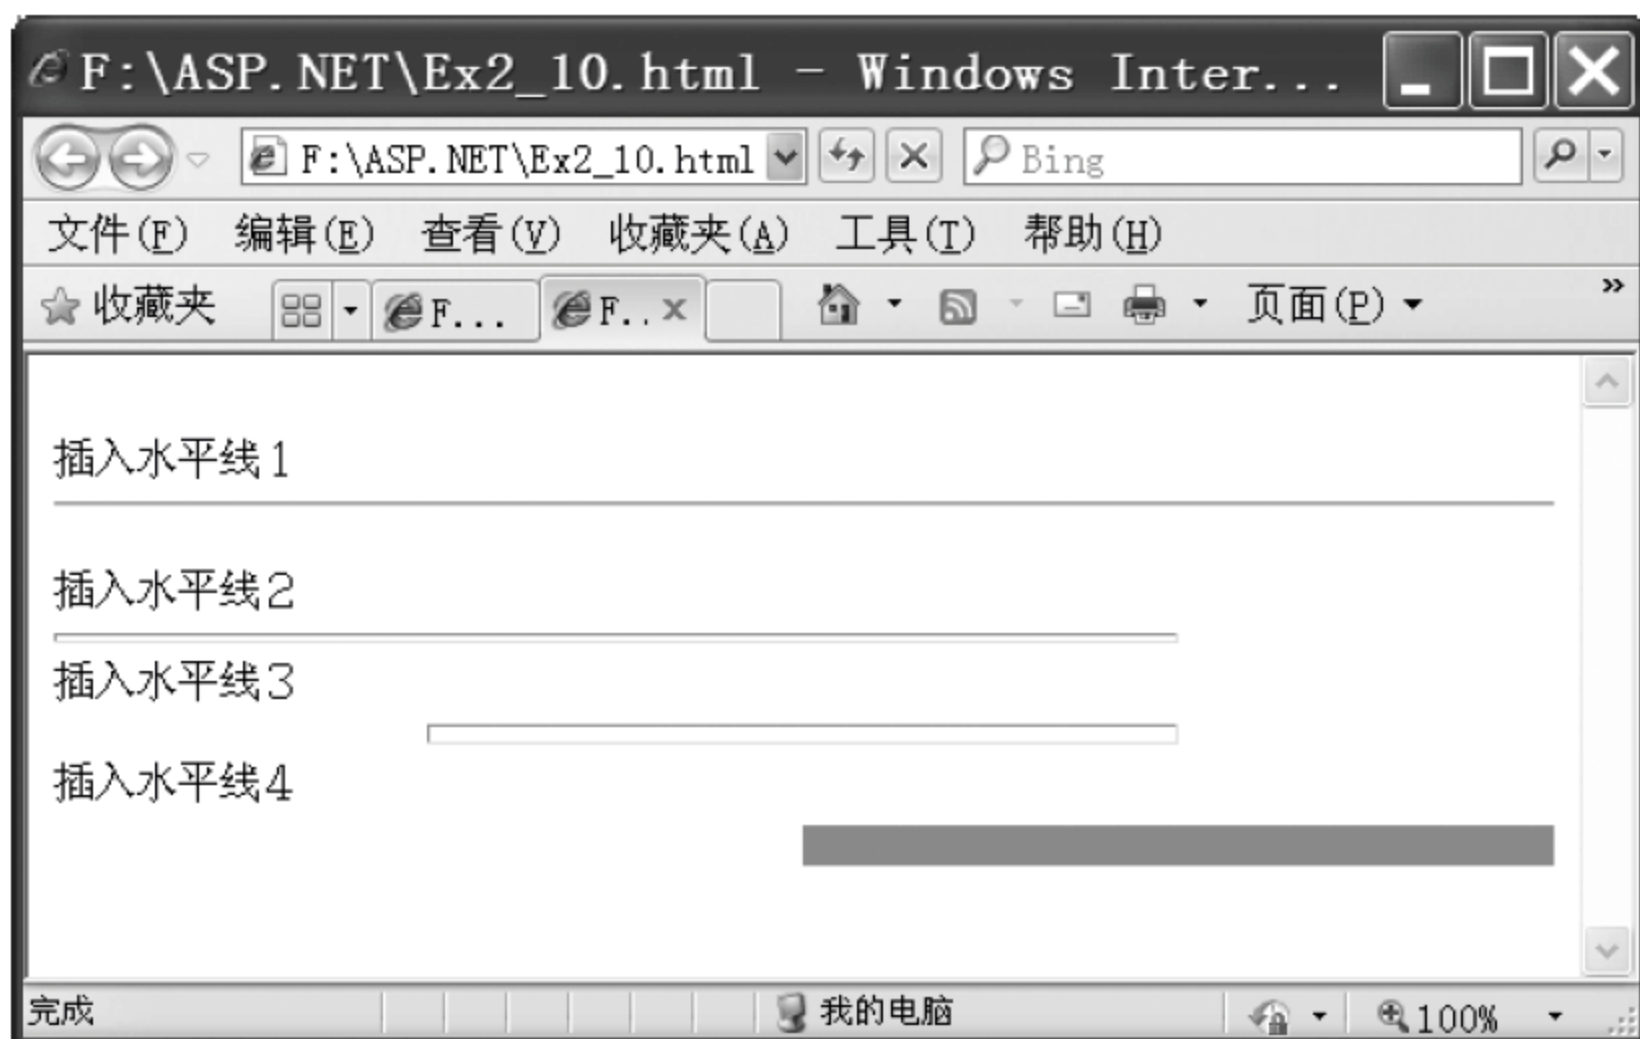 F:\ASP.NET\Ex2_10.html - Windows Inter...
F:\ASP.NET\Ex2_10.html Bing
文件(F) 编辑(E) 查看(V) 收藏夹(A) 工具(T) 帮助(H)
收藏夹 F... F.. 页面(P) »
插入水平线1
插入水平线2
插入水平线3
插入水平线4
完成 我的电脑 100%